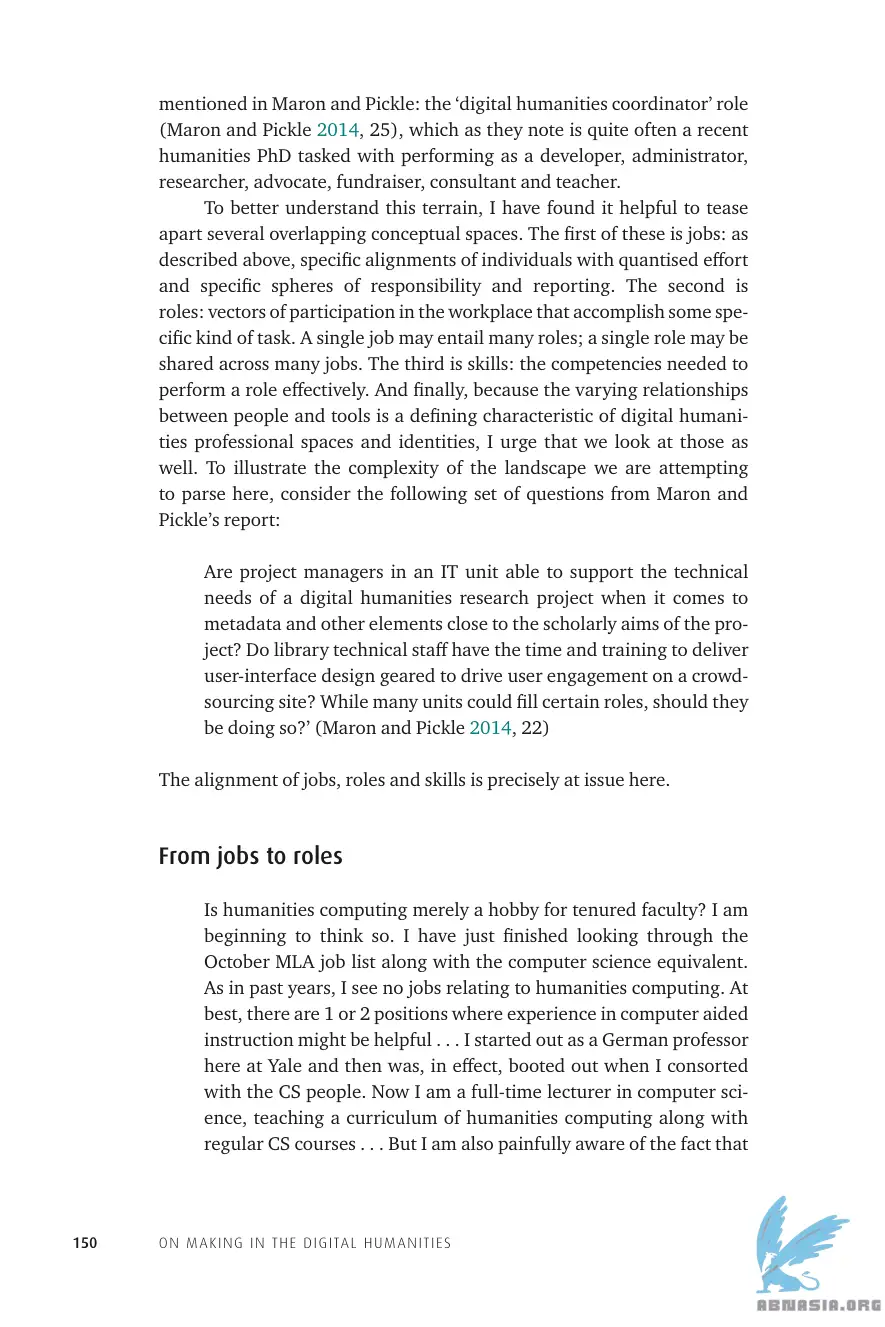 mentioned in Maron and Pickle: the ‘digital humanities coordinator’ role
(Maron and Pickle 2014, 25), which as they note is quite often a recent
humanities PhD tasked with performing as a developer, administrator,
researcher, advocate, fundraiser, consultant and teacher.
To better understand this terrain, I have found it helpful to tease
apart several overlapping conceptual spaces. The first of these is jobs: as
described above, specific alignments of individuals with quantised effort
and specific spheres of responsibility and reporting. The second is
roles: vectors of participation in the workplace that accomplish some spe-
cific kind of task. A single job may entail many roles; a single role may be
shared across many jobs. The third is skills: the competencies needed to
perform a role effectively. And finally, because the varying relationships
between people and tools is a defining characteristic of digital humani-
ties professional spaces and identities, I urge that we look at those as
well. To illustrate the complexity of the landscape we are attempting
to parse here, consider the following set of questions from Maron and
Pickle’s report:
Are project managers in an IT unit able to support the technical
needs of a digital humanities research project when it comes to
metadata and other elements close to the scholarly aims of the pro-
ject? Do library technical staff have the time and training to deliver
user-interface design geared to drive user engagement on a crowd-
sourcing site? While many units could fill certain roles, should they
be doing so?’ (Maron and Pickle 2014, 22)
The alignment of jobs, roles and skills is precisely at issue here.
From jobs to roles
Is humanities computing merely a hobby for tenured faculty? I am
beginning to think so. I have just finished looking through the
October MLA job list along with the computer science equivalent.
As in past years, I see no jobs relating to humanities computing. At
best, there are 1 or 2 positions where experience in computer aided
instruction might be helpful . . . I started out as a German professor
here at Yale and then was, in effect, booted out when I consorted
with the CS people. Now I am a full-time lecturer in computer sci-
ence, teaching a curriculum of humanities computing along with
regular CS courses . . . But I am also painfully aware of the fact that
150 ON MAKING IN THE DIGITAL HUMANITIES
ABNASIA.ORG